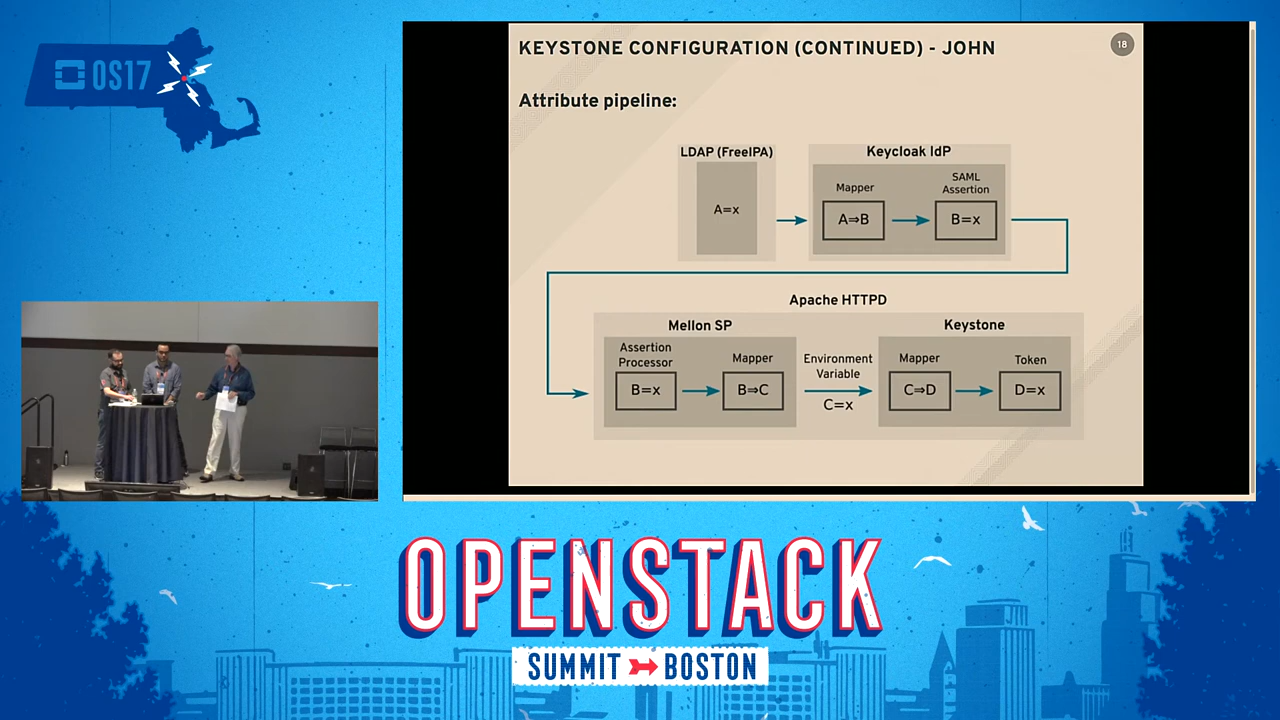 OS17
KEYSTONE CONFIGURATION (CONTINUED) - JOHN
18
Attribute pipeline:
LDAP (FreeIPA)
A=x
Keycloak IdP
Mapper
A⇒B
SAML
Assertion
B=x
Apache HTTPD
Mellon SP
Assertion
Processor
B=x
Mapper
B⇒C
Environment
Variable
C=x
Keystone
Mapper
C⇒D
Token
D=x
OPENSTACK
SUMMIT BOSTON